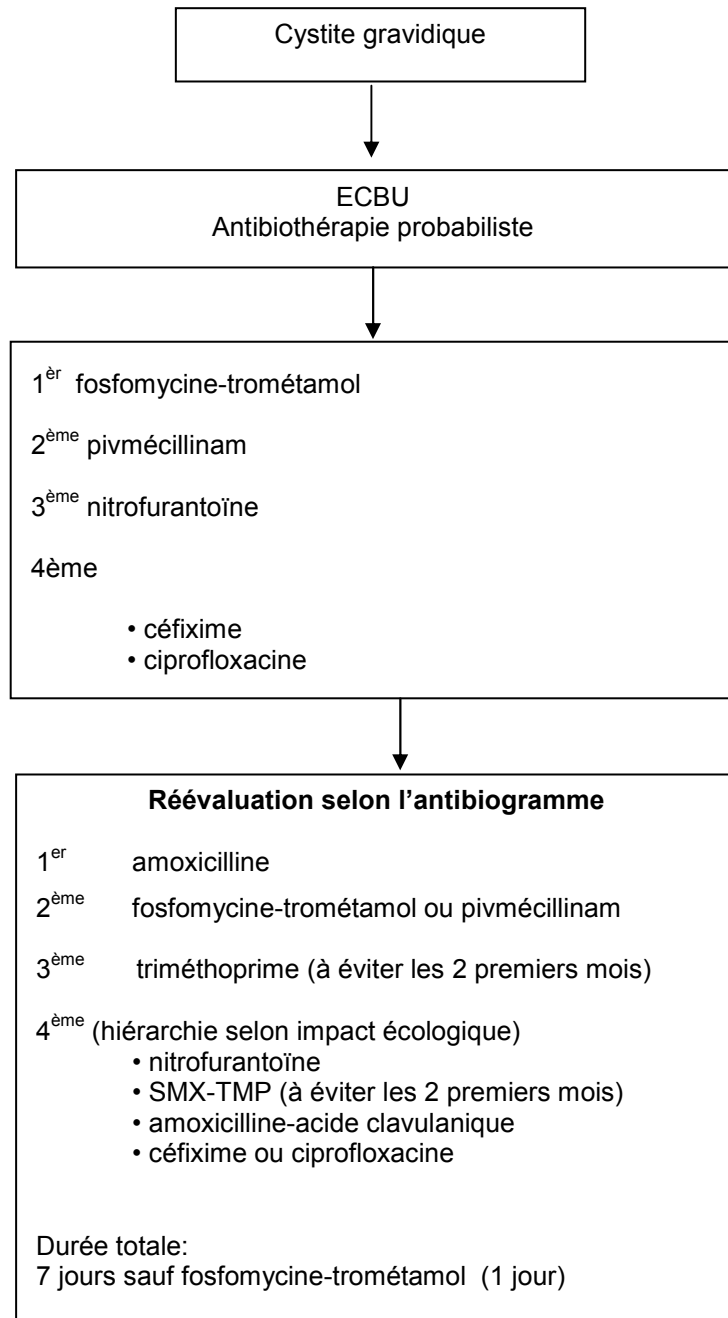 Cystite gravidique
ECBU
Antibiothérapie probabiliste
1èr fosfomycine-trométamol
2ème pivmécillinam
3ème nitrofurantoïne
4ème
• céfixime
• ciprofloxacine
Réévaluation selon l’antibiogramme
1er amoxicilline
2ème fosfomycine-trométamol ou pivmécillinam
3ème triméthoprime (à éviter les 2 premiers mois)
4ème (hiérarchie selon impact écologique)
• nitrofurantoïne
• SMX-TMP (à éviter les 2 premiers mois)
• amoxicilline-acide clavulanique
• céfixime ou ciprofloxacine
Durée totale:
7 jours sauf fosfomycine-trométamol (1 jour)